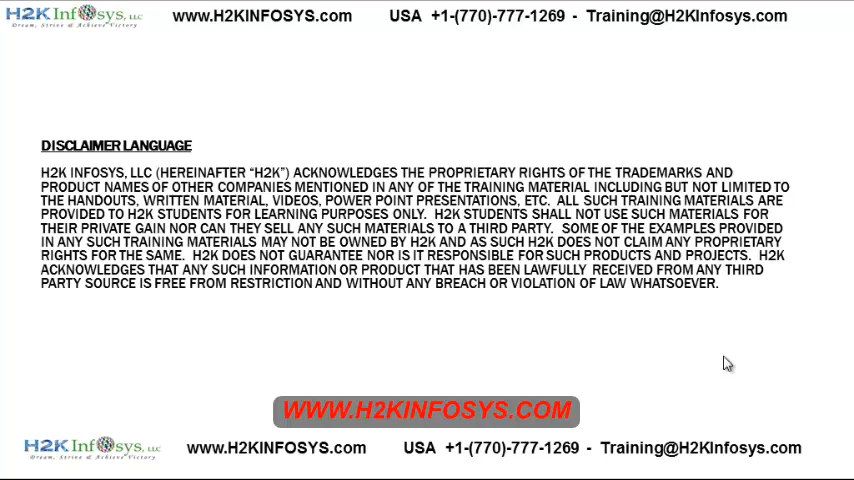 H2K Infosys, LLC www.H2KINFOSYS.com USA +1-(770)-777-1269 - Training@H2KInfosys.com
Dream, Strive & Achieve Victory
DISCLAIMER LANGUAGE
H2K INFOSYS, LLC (HEREINAFTER “H2K”) ACKNOWLEDGES THE PROPRIETARY RIGHTS OF THE TRADEMARKS AND
PRODUCT NAMES OF OTHER COMPANIES MENTIONED IN ANY OF THE TRAINING MATERIAL INCLUDING BUT NOT LIMITED TO
THE HANDOUTS, WRITTEN MATERIAL, VIDEOS, POWER POINT PRESENTATIONS, ETC. ALL SUCH TRAINING MATERIALS ARE
PROVIDED TO H2K STUDENTS FOR LEARNING PURPOSES ONLY. H2K STUDENTS SHALL NOT USE SUCH MATERIALS FOR
THEIR PRIVATE GAIN NOR CAN THEY SELL ANY SUCH MATERIALS TO A THIRD PARTY. SOME OF THE EXAMPLES PROVIDED
IN ANY SUCH TRAINING MATERIALS MAY NOT BE OWNED BY H2K AND AS SUCH H2K DOES NOT CLAIM ANY PROPRIETARY
RIGHTS FOR THE SAME. H2K DOES NOT GUARANTEE NOR IS IT RESPONSIBLE FOR SUCH PRODUCTS AND PROJECTS. H2K
ACKNOWLEDGES THAT ANY SUCH INFORMATION OR PRODUCT THAT HAS BEEN LAWFULLY RECEIVED FROM ANY THIRD
PARTY SOURCE IS FREE FROM RESTRICTION AND WITHOUT ANY BREACH OR VIOLATION OF LAW WHATSOEVER.
WWW.H2KINFOSYS.COM
H2K Infosys, LLC www.H2KINFOSYS.com USA +1-(770)-777-1269 - Training@H2KInfosys.com
Dream, Strive & Achieve Victory